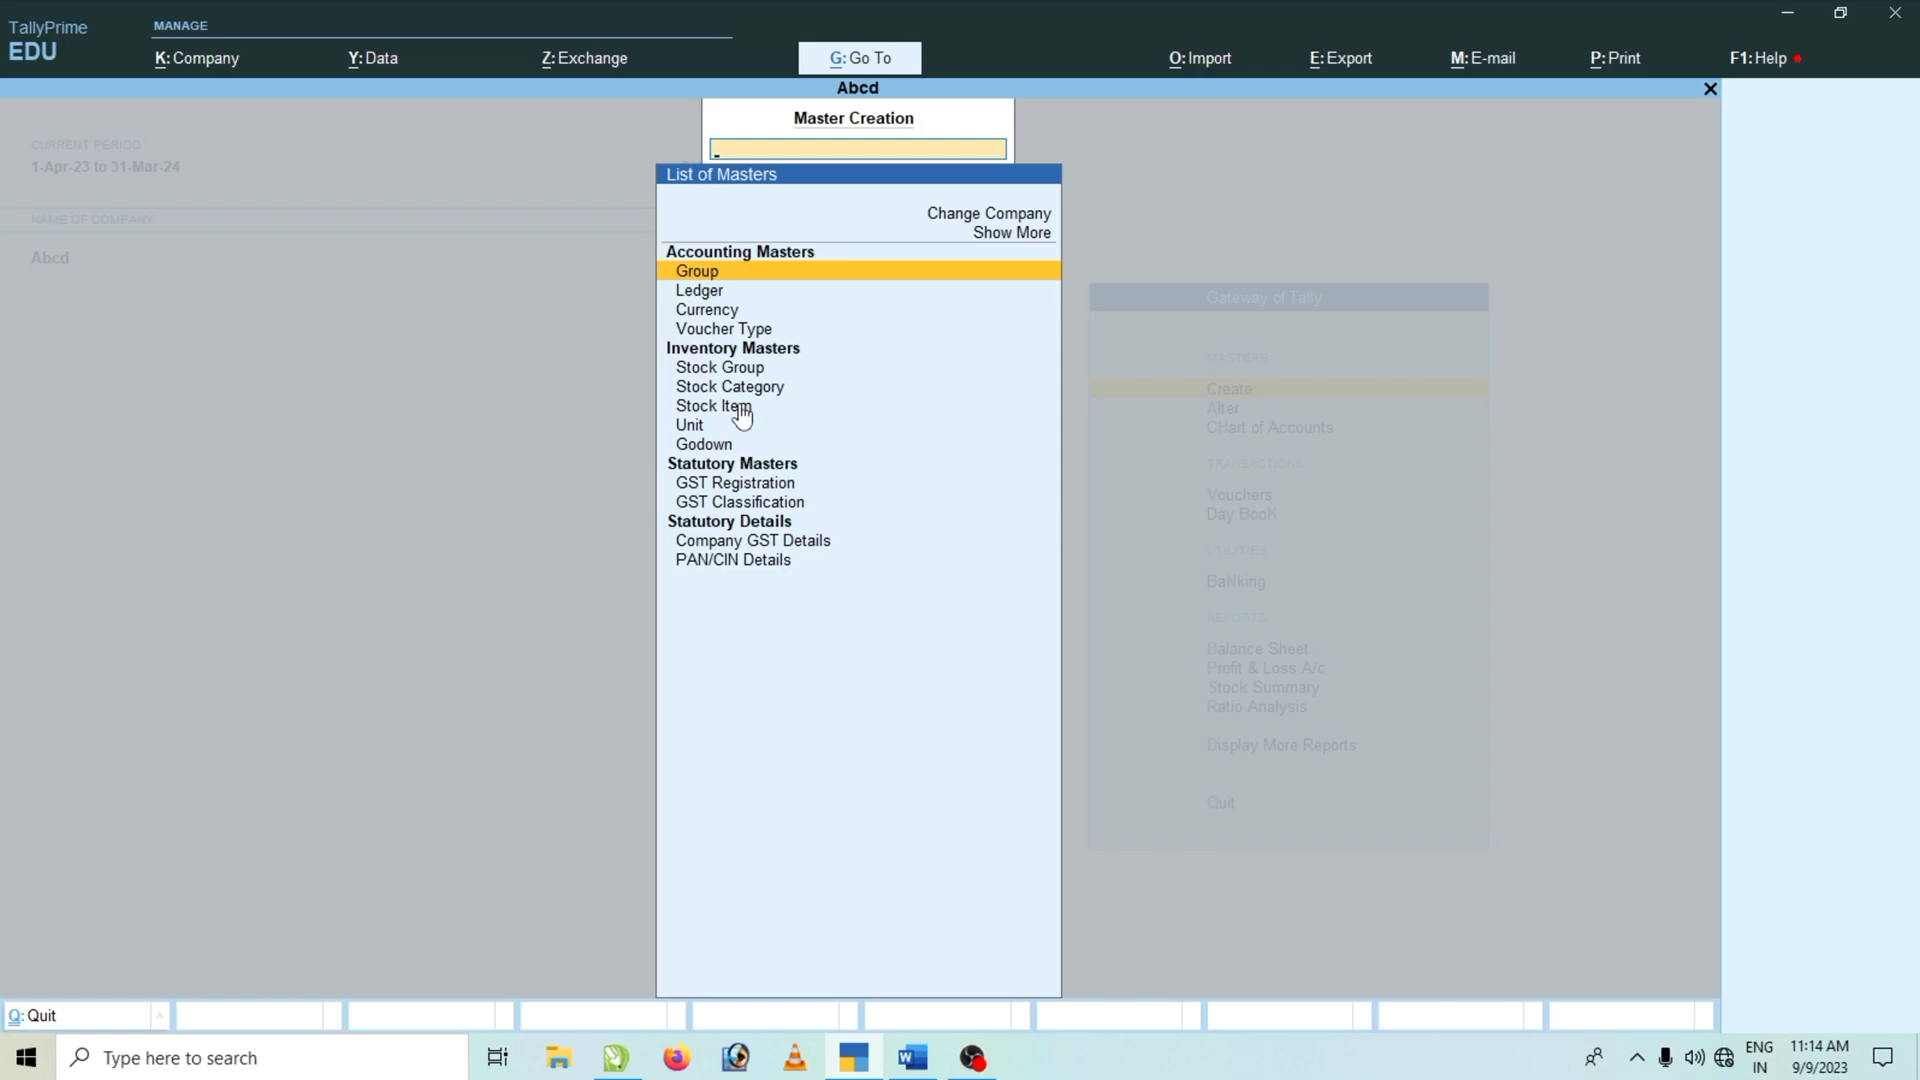 TallyPrime
EDU
MANAGE
K: Company
Y: Data
Z: Exchange
G: Go To
O: Import
E: Export
M: E-mail
P: Print
F1: Help
Abcd
Master Creation
CURRENT PERIOD
1-Apr-23 to 31-Mar-24
NAME OF COMPANY
Abcd
List of Masters
Change Company
Show More
Accounting Masters
Group
Ledger
Currency
Voucher Type
Inventory Masters
Stock Group
Stock Category
Stock Item
Unit
Godown
Statutory Masters
GST Registration
GST Classification
Statutory Details
Company GST Details
PAN/CIN Details
Gateway of Tally
MASTERS
Create
Alter
CHart of Accounts
TRANSACTIONS
Vouchers
Day BooK
UTILITIES
BaNking
REPORTS
Balance Sheet
Profit & Loss A/c
Stock Summary
Ratio Analysis
Display More Reports
Quit
Q: Quit
Type here to search
ENG
IN
11:14 AM
9/9/2023